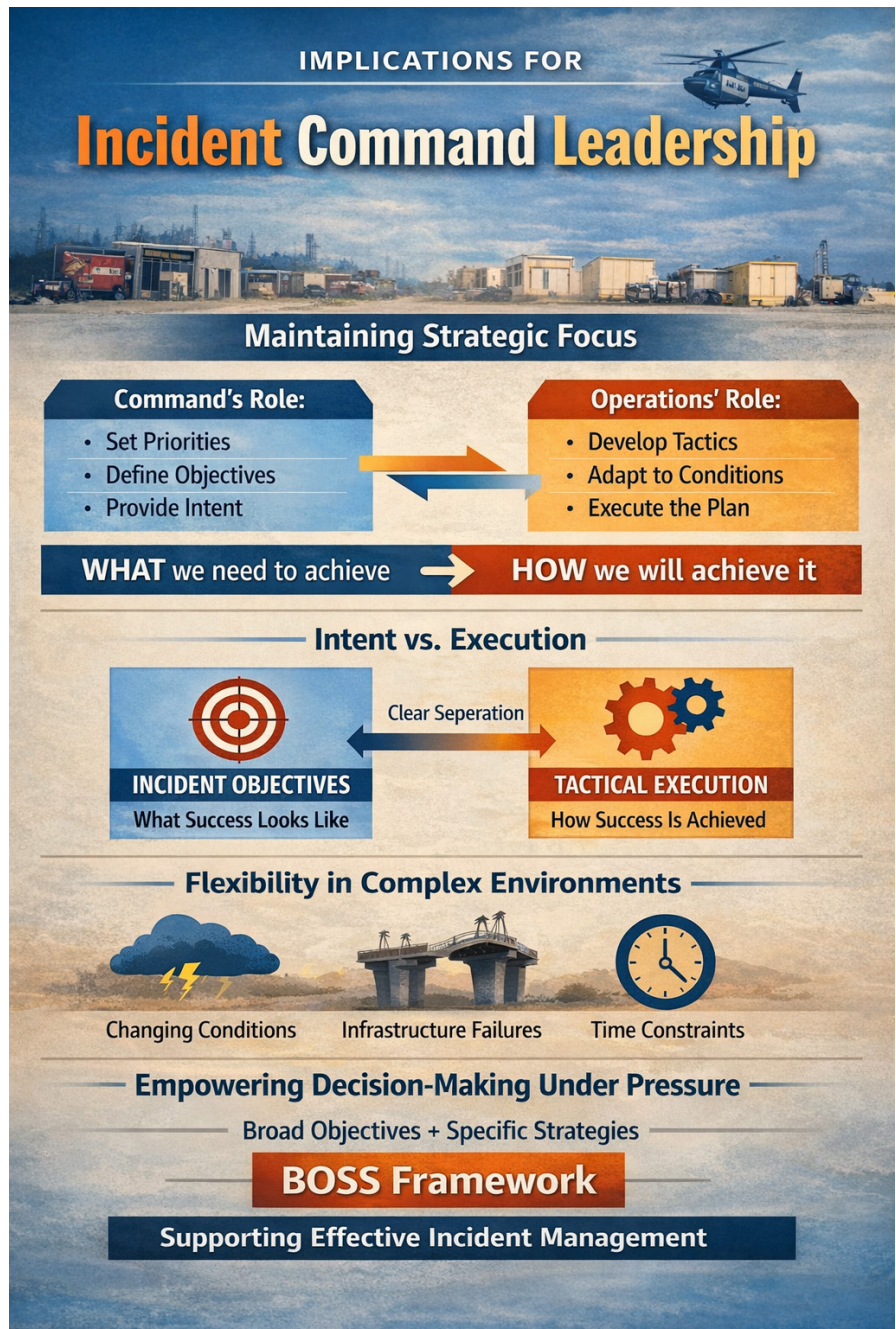 IMPLICATIONS FOR
Incident Command Leadership
Maintaining Strategic Focus
Command's Role:
• Set Priorities
• Define Objectives
• Provide Intent
Operations' Role:
• Develop Tactics
• Adapt to Conditions
• Execute the Plan
WHAT we need to achieve
HOW we will achieve it
Intent vs. Execution
Clear Seperation
INCIDENT OBJECTIVES
What Success Looks Like
TACTICAL EXECUTION
How Success Is Achieved
Flexibility in Complex Environments
Changing Conditions
Infrastructure Failures
Time Constraints
Empowering Decision-Making Under Pressure
Broad Objectives + Specific Strategies
BOSS Framework
Supporting Effective Incident Management